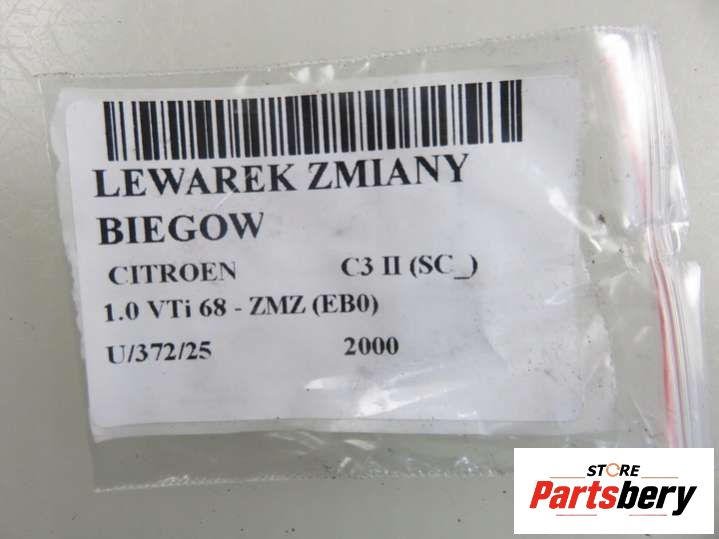 LEWAREK ZMIANY
BIEGOW
CITROEN C3 II (SC_)
1.0 VTi 68 - ZMZ (EB0)
U/372/25 2000
STORE
Partsbery